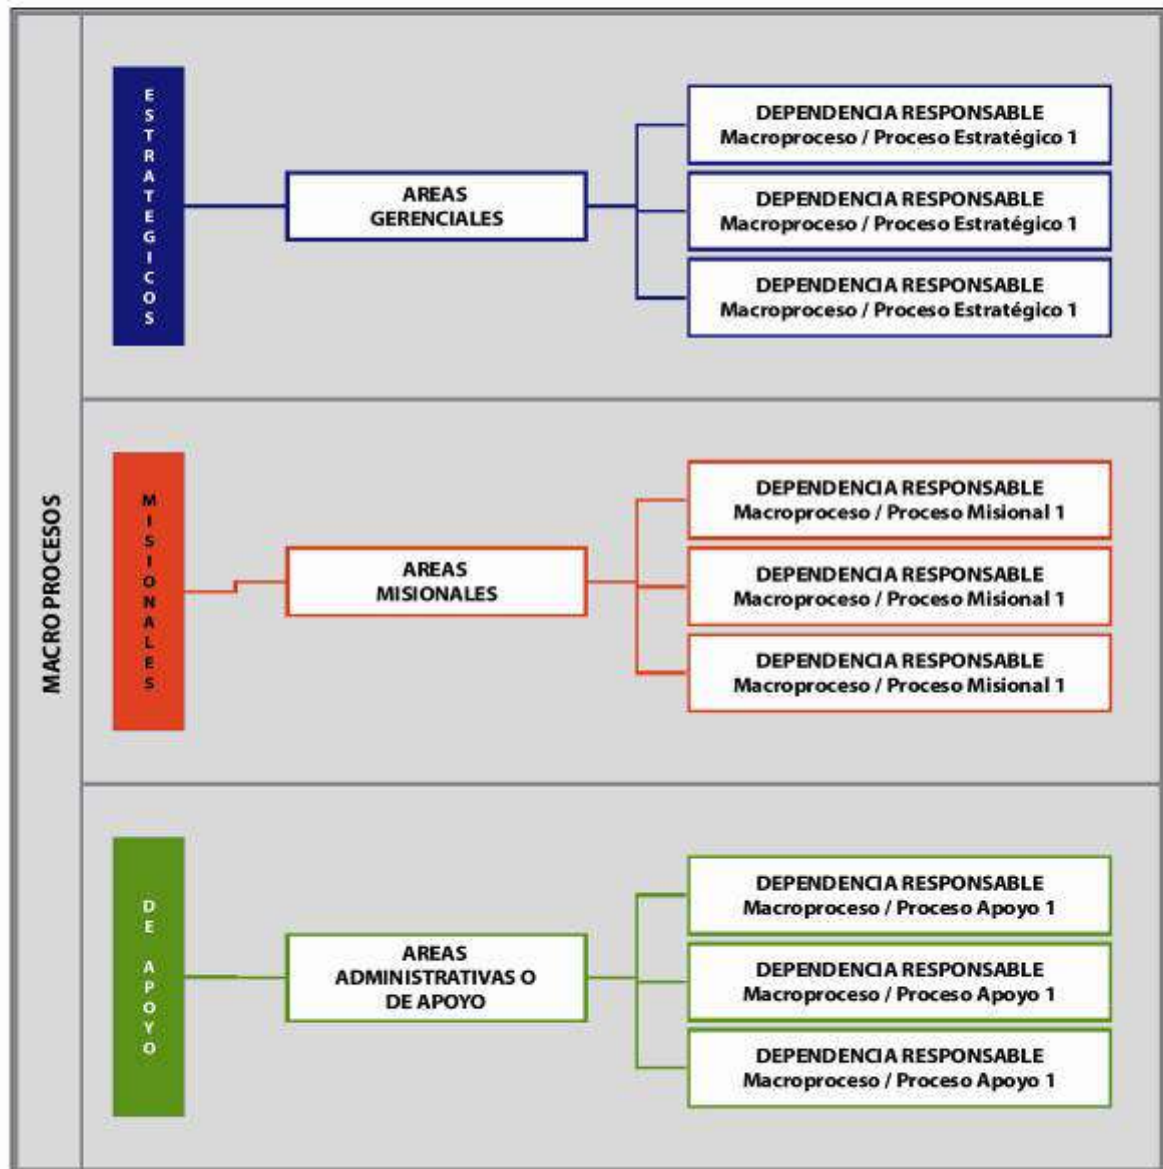 MACROPROCESOS
ESTRATEGICOS
AREAS
GERENCIALES
DEPENDENCIA RESPONSABLE
Macroproceso / Proceso Estratégico 1
DEPENDENCIA RESPONSABLE
Macroproceso / Proceso Estratégico 1
DEPENDENCIA RESPONSABLE
Macroproceso / Proceso Estratégico 1
MISIONALES
AREAS
MISIONALES
DEPENDENCIA RESPONSABLE
Macroproceso / Proceso Misional 1
DEPENDENCIA RESPONSABLE
Macroproceso / Proceso Misional 1
DEPENDENCIA RESPONSABLE
Macroproceso / Proceso Misional 1
DE APOYO
AREAS
ADMINISTRATIVAS O
DE APOYO
DEPENDENCIA RESPONSABLE
Macroproceso / Proceso Apoyo 1
DEPENDENCIA RESPONSABLE
Macroproceso / Proceso Apoyo 1
DEPENDENCIA RESPONSABLE
Macroproceso / Proceso Apoyo 1